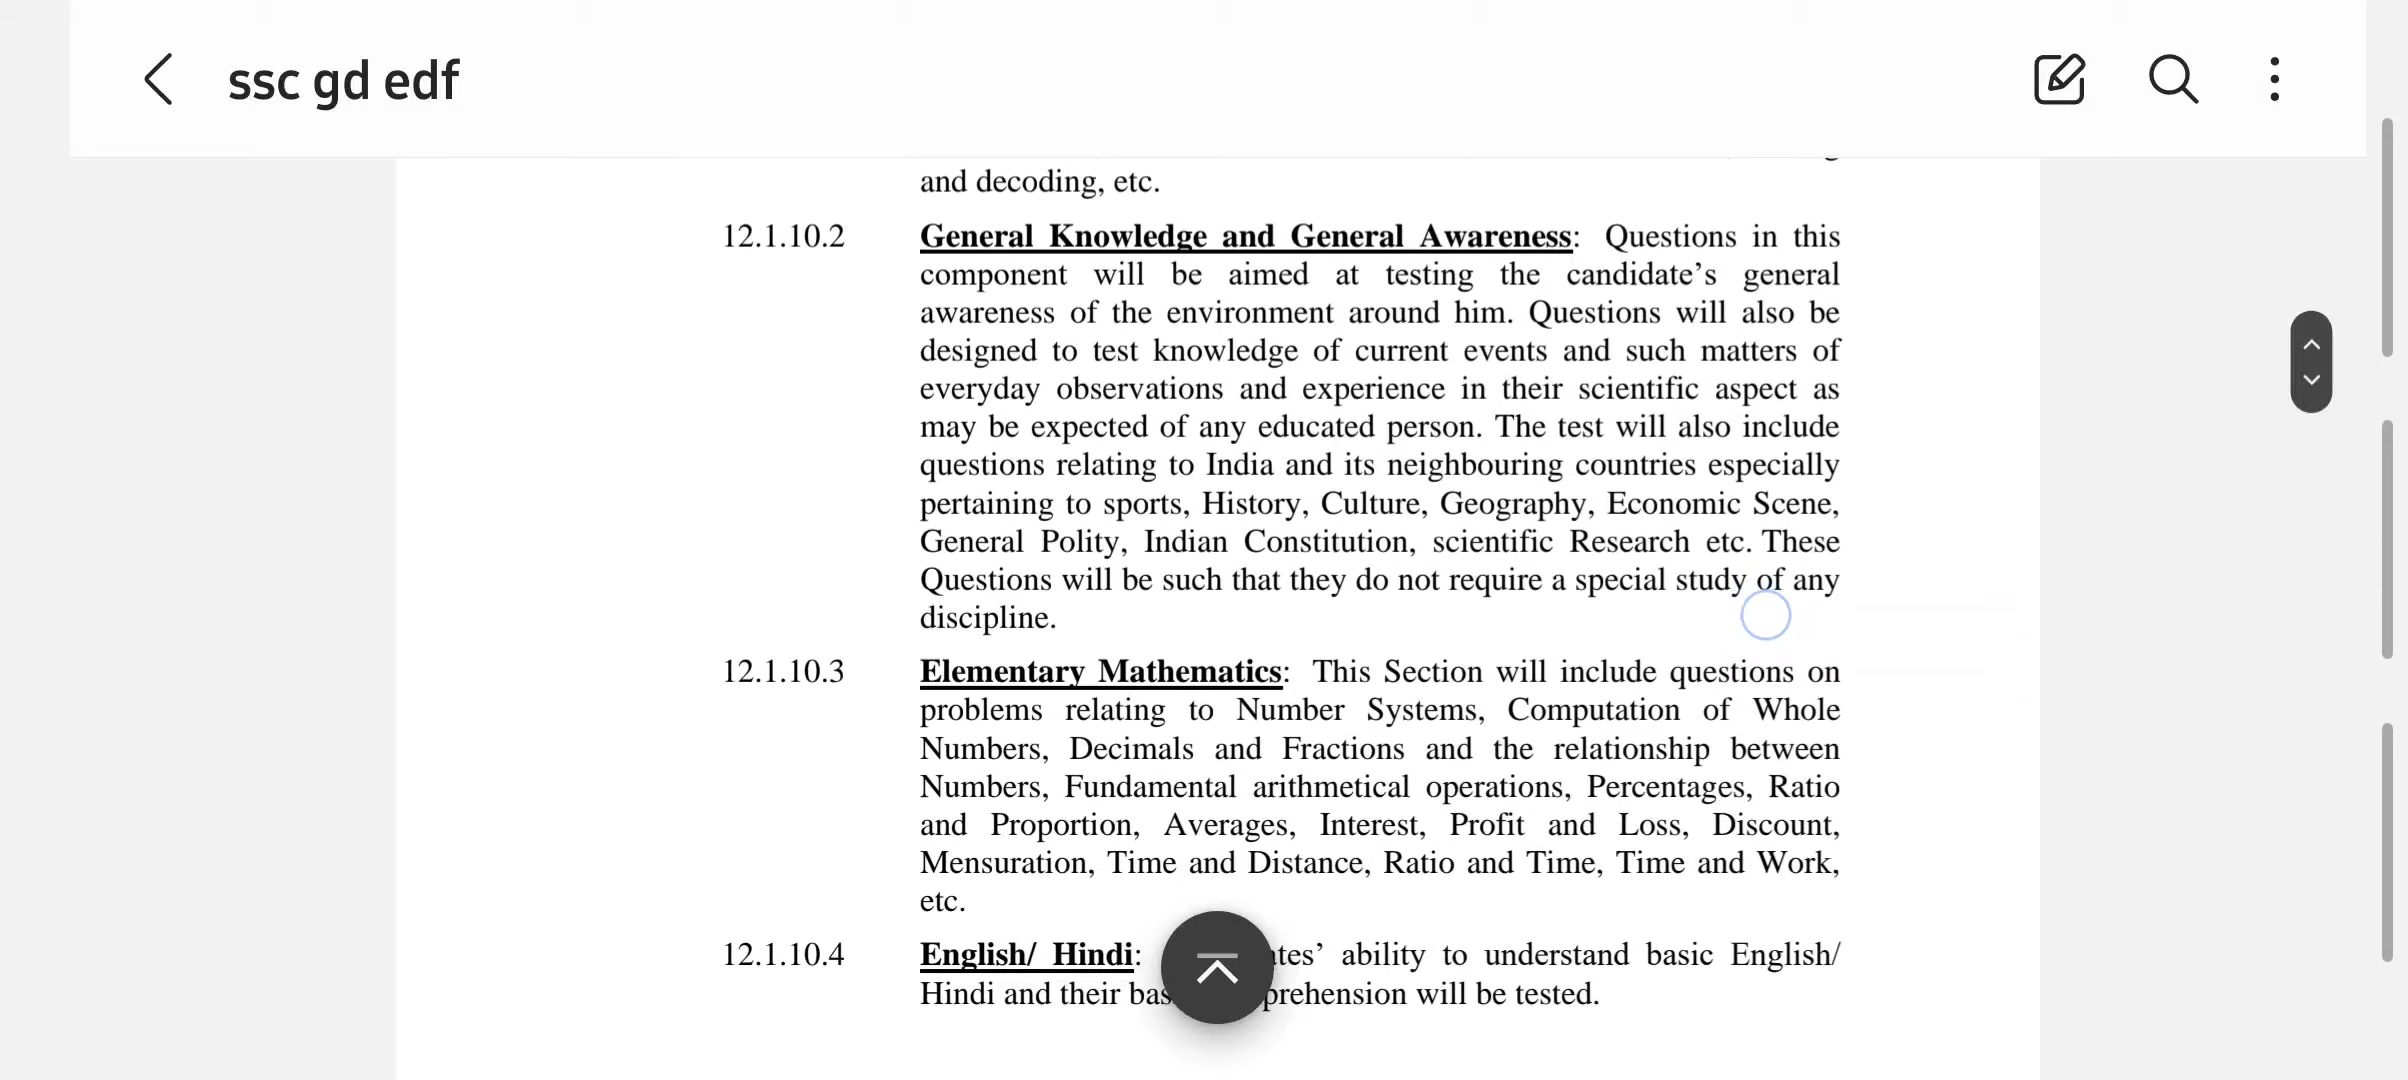 ssc gd edf
and decoding, etc.
12.1.10.2 General Knowledge and General Awareness: Questions in this
component will be aimed at testing the candidate’s general
awareness of the environment around him. Questions will also be
designed to test knowledge of current events and such matters of
everyday observations and experience in their scientific aspect as
may be expected of any educated person. The test will also include
questions relating to India and its neighbouring countries especially
pertaining to sports, History, Culture, Geography, Economic Scene,
General Polity, Indian Constitution, scientific Research etc. These
Questions will be such that they do not require a special study of any
discipline.
12.1.10.3 Elementary Mathematics: This Section will include questions on
problems relating to Number Systems, Computation of Whole
Numbers, Decimals and Fractions and the relationship between
Numbers, Fundamental arithmetical operations, Percentages, Ratio
and Proportion, Averages, Interest, Profit and Loss, Discount,
Mensuration, Time and Distance, Ratio and Time, Time and Work,
etc.
12.1.10.4 English/ Hindi: ability to understand basic English/
Hindi and their will be tested.